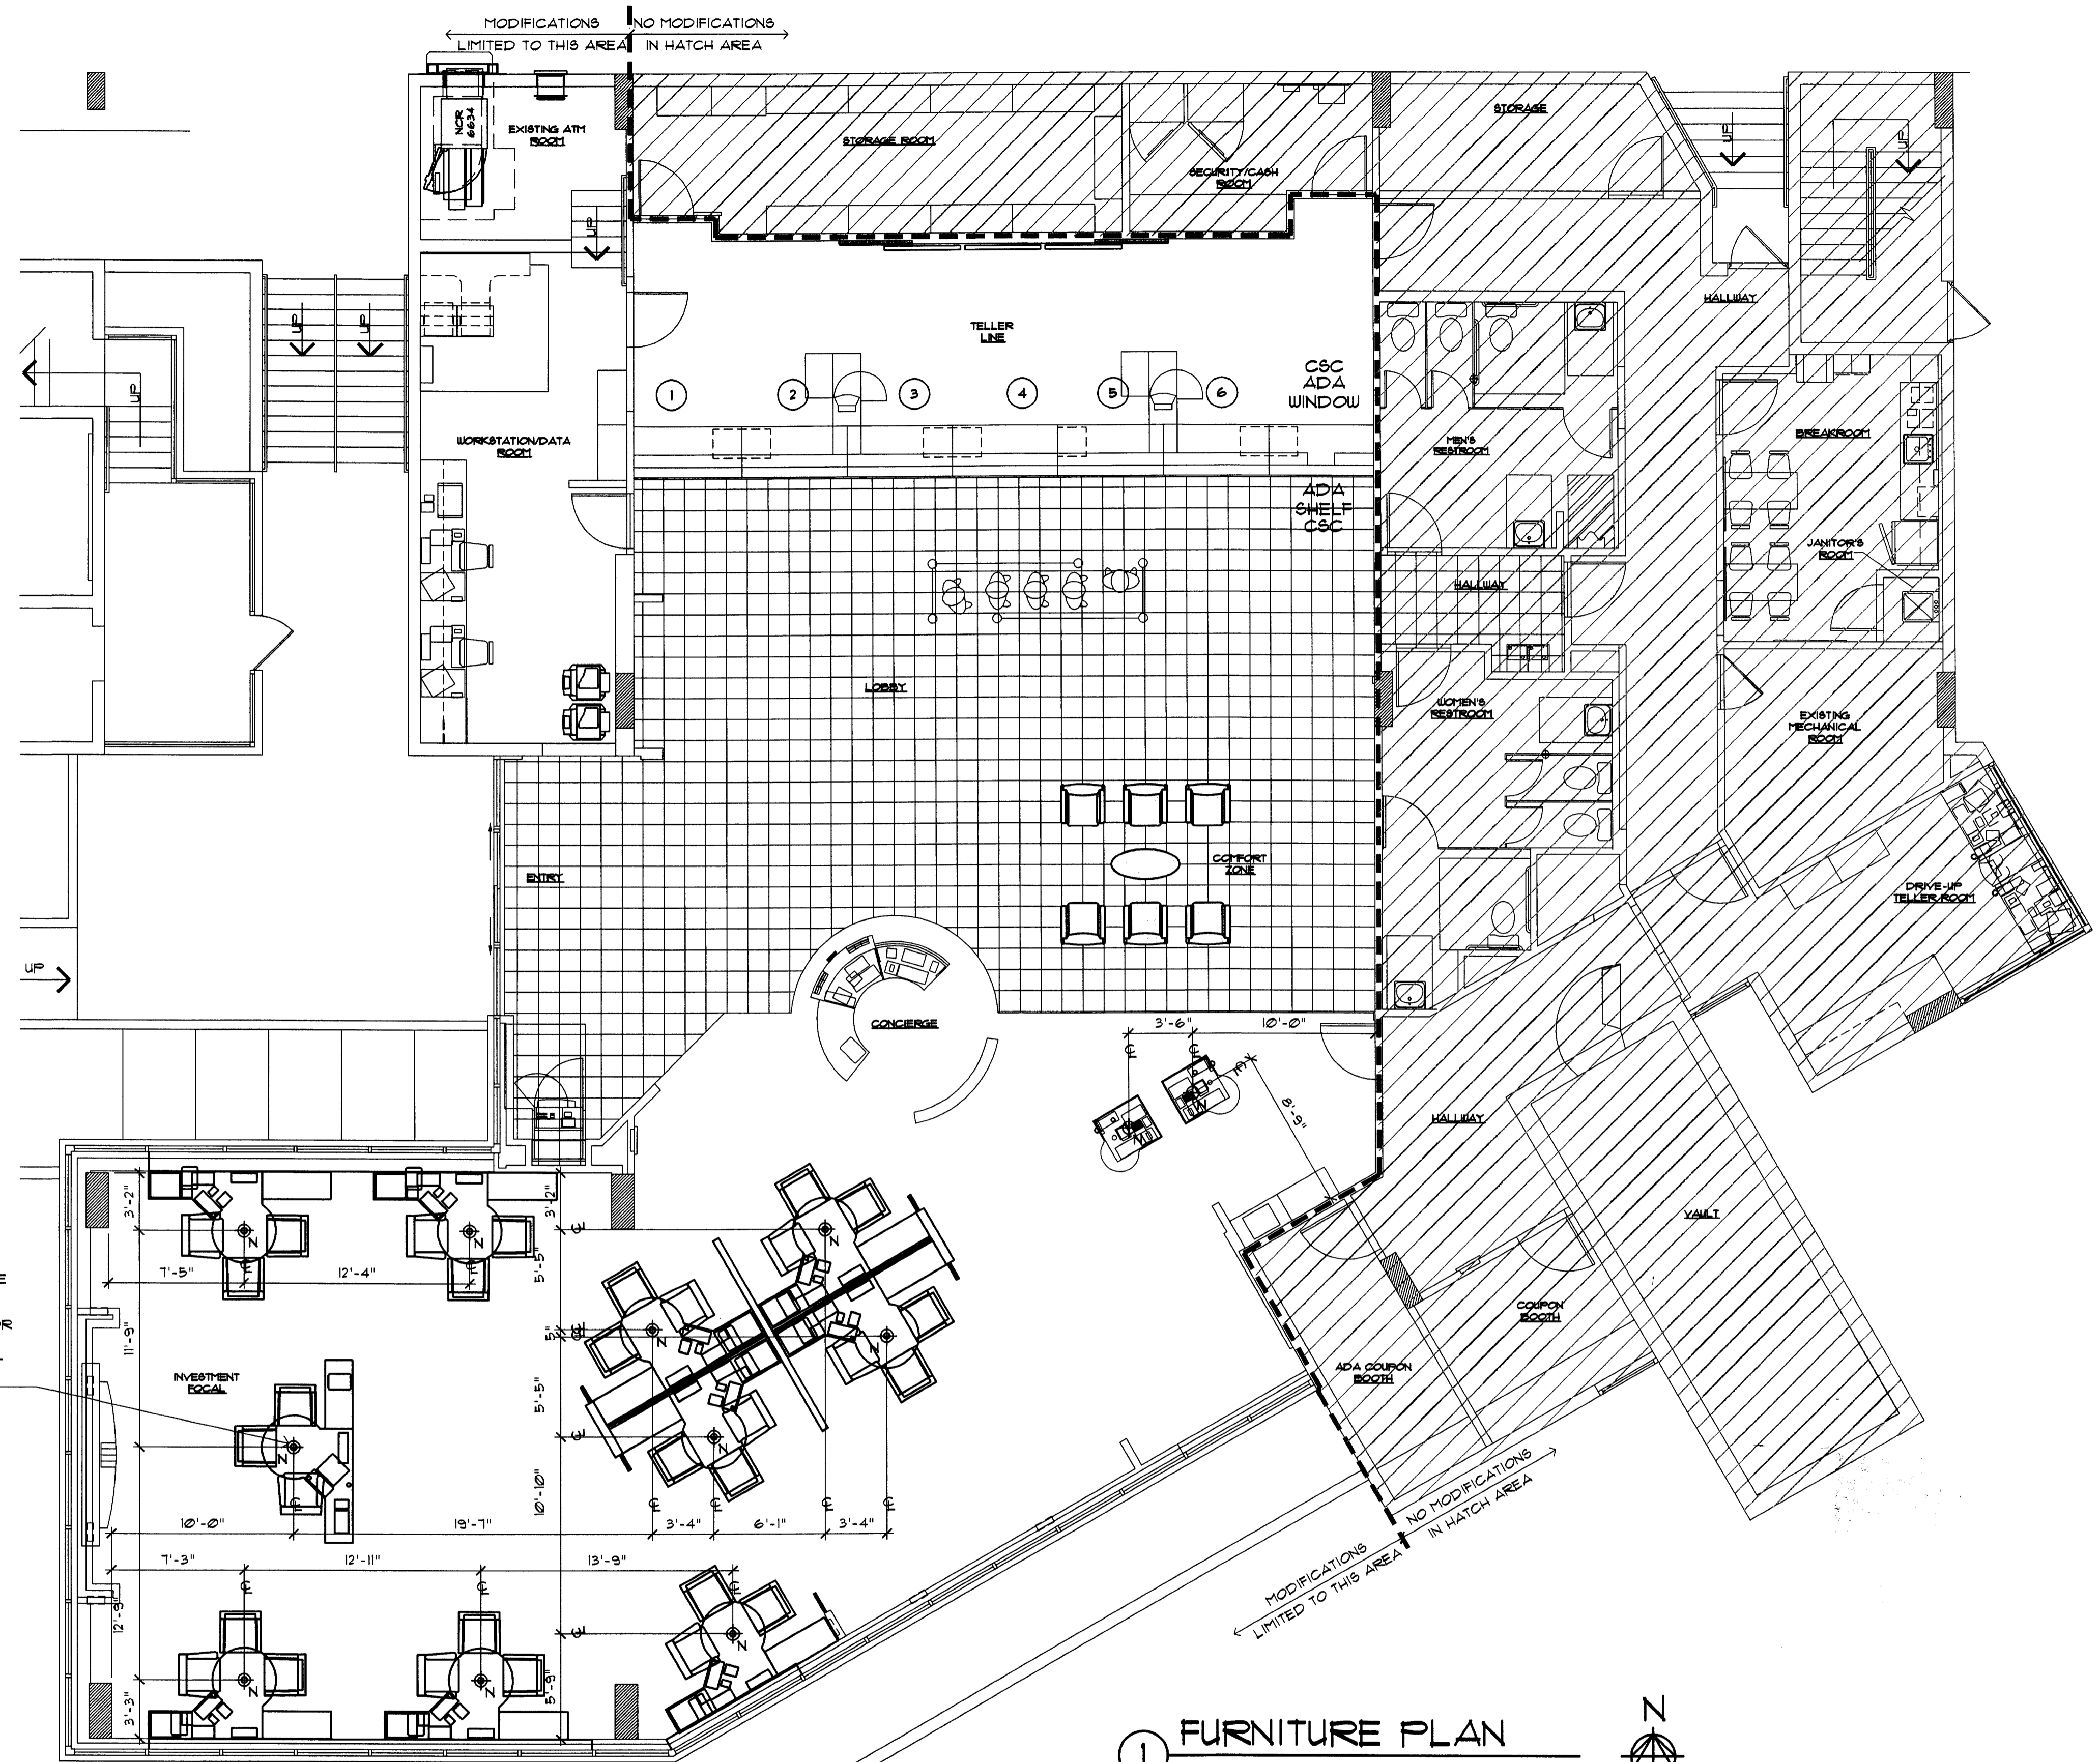 MODIFICATIONS
LIMITED TO THIS AREA
NO MODIFICATIONS
IN HATCH AREA
NCR
6634
EXISTING ATM
ROOM
STORAGE ROOM
SECURITY/CASH
ROOM
STORAGE
UP
UP
UP
UP
UP
UP
UP
HALLWAY
TELLER
LINE
1
2
3
4
5
6
CSC
ADA
WINDOW
WORKSTATION/DATA
ROOM
MEN'S
RESTROOM
BREAKROOM
ADA
SHELF
CSC
JANITOR'S
ROOM
HALLWAY
LOBBY
WOMEN'S
RESTROOM
EXISTING
MECHANICAL
ROOM
COMFORT
ZONE
ENTRY
DRIVE-UP
TELLER ROOM
CONCIERGE
3'-6"
10'-0"
8'-9"
HALLWAY
VAULT
3'-2"
3'-2"
7'-5"
12'-4"
5'-5"
N
N
N
N
N
N
N
N
N
N
11'-9"
5"
5'-5"
INVESTMENT
FOCAL
COUPON
BOOTH
ADA COUPON
BOOTH
10'-10"
10'-0"
19'-7"
3'-4"
6'-1"
3'-4"
7'-3"
12'-11"
13'-9"
12'-9"
3'-3"
5'-9"
NO MODIFICATIONS
IN HATCH AREA
MODIFICATIONS
LIMITED TO THIS AREA
1
FURNITURE PLAN
N